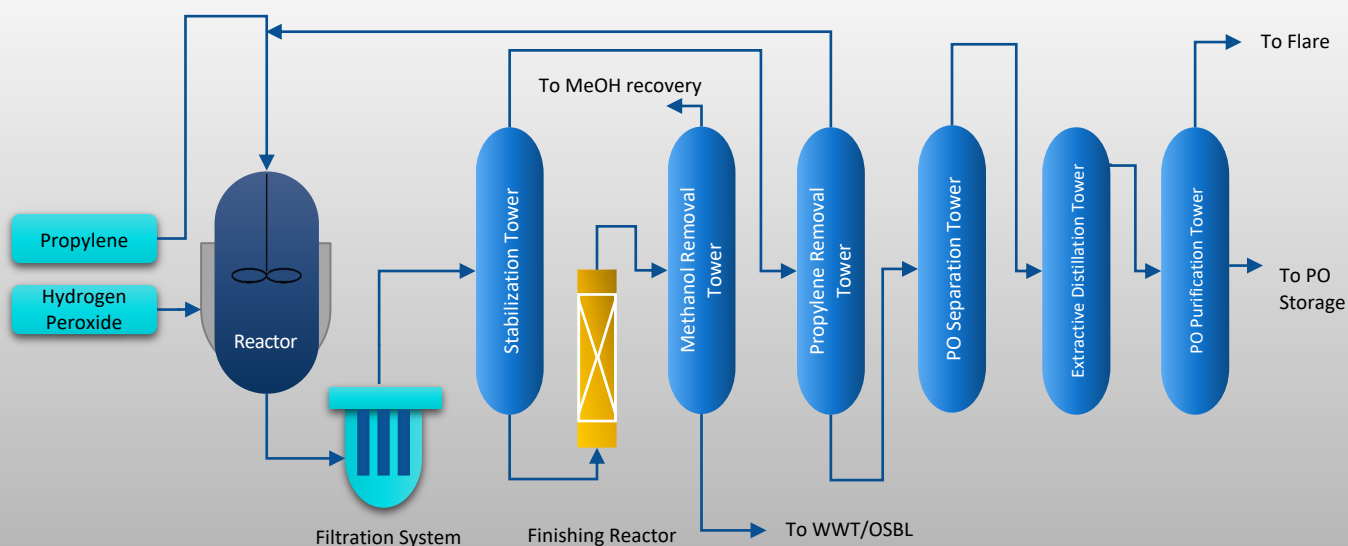 To Flare
To MeOH recovery
Propylene
Hydrogen
Peroxide
Reactor
Stabilization Tower
Methanol Removal
Tower
Propylene Removal
Tower
PO Separation Tower
Extractive Distillation Tower
PO Purification Tower
To PO
Storage
Filtration System
Finishing Reactor
To WWT/OSBL